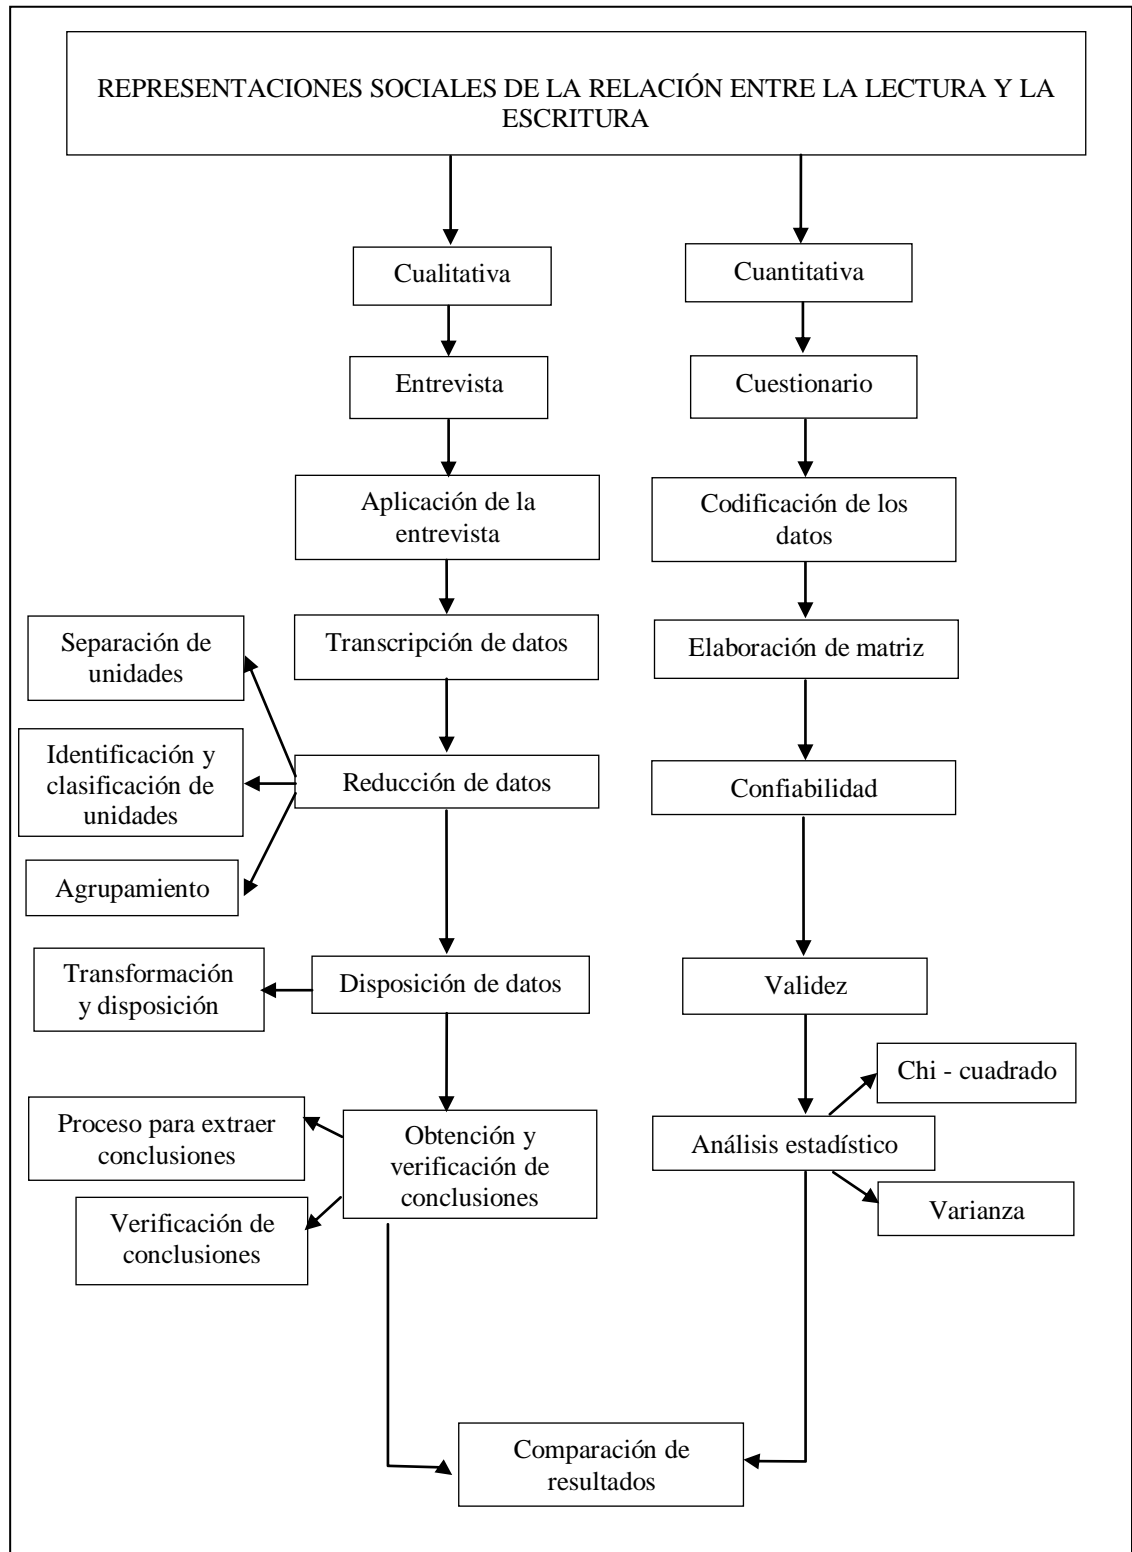 REPRESENTACIONES SOCIALES DE LA RELACIÓN ENTRE LA LECTURA Y LA
ESCRITURA
Cualitativa
Cuantitativa
Entrevista
Cuestionario
Aplicación de la
entrevista
Codificación de los
datos
Separación de
unidades
Transcripción de datos
Elaboración de matriz
Identificación y
clasificación de
unidades
Reducción de datos
Confiabilidad
Agrupamiento
Transformación
y disposición
Disposición de datos
Validez
Chi - cuadrado
Proceso para extraer
conclusiones
Obtención y
verificación de
conclusiones
Análisis estadístico
Verificación de
conclusiones
Varianza
Comparación de
resultados